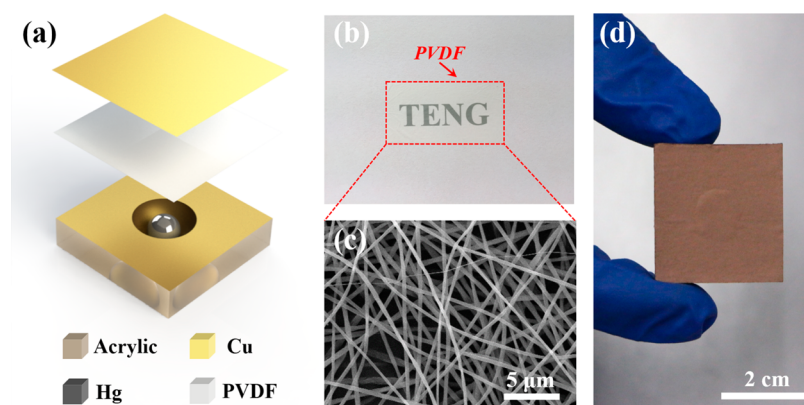 (a)
Acrylic
Cu
Hg
PVDF
(b)
PVDF
TENG
(c)
5 μm
(d)
2 cm